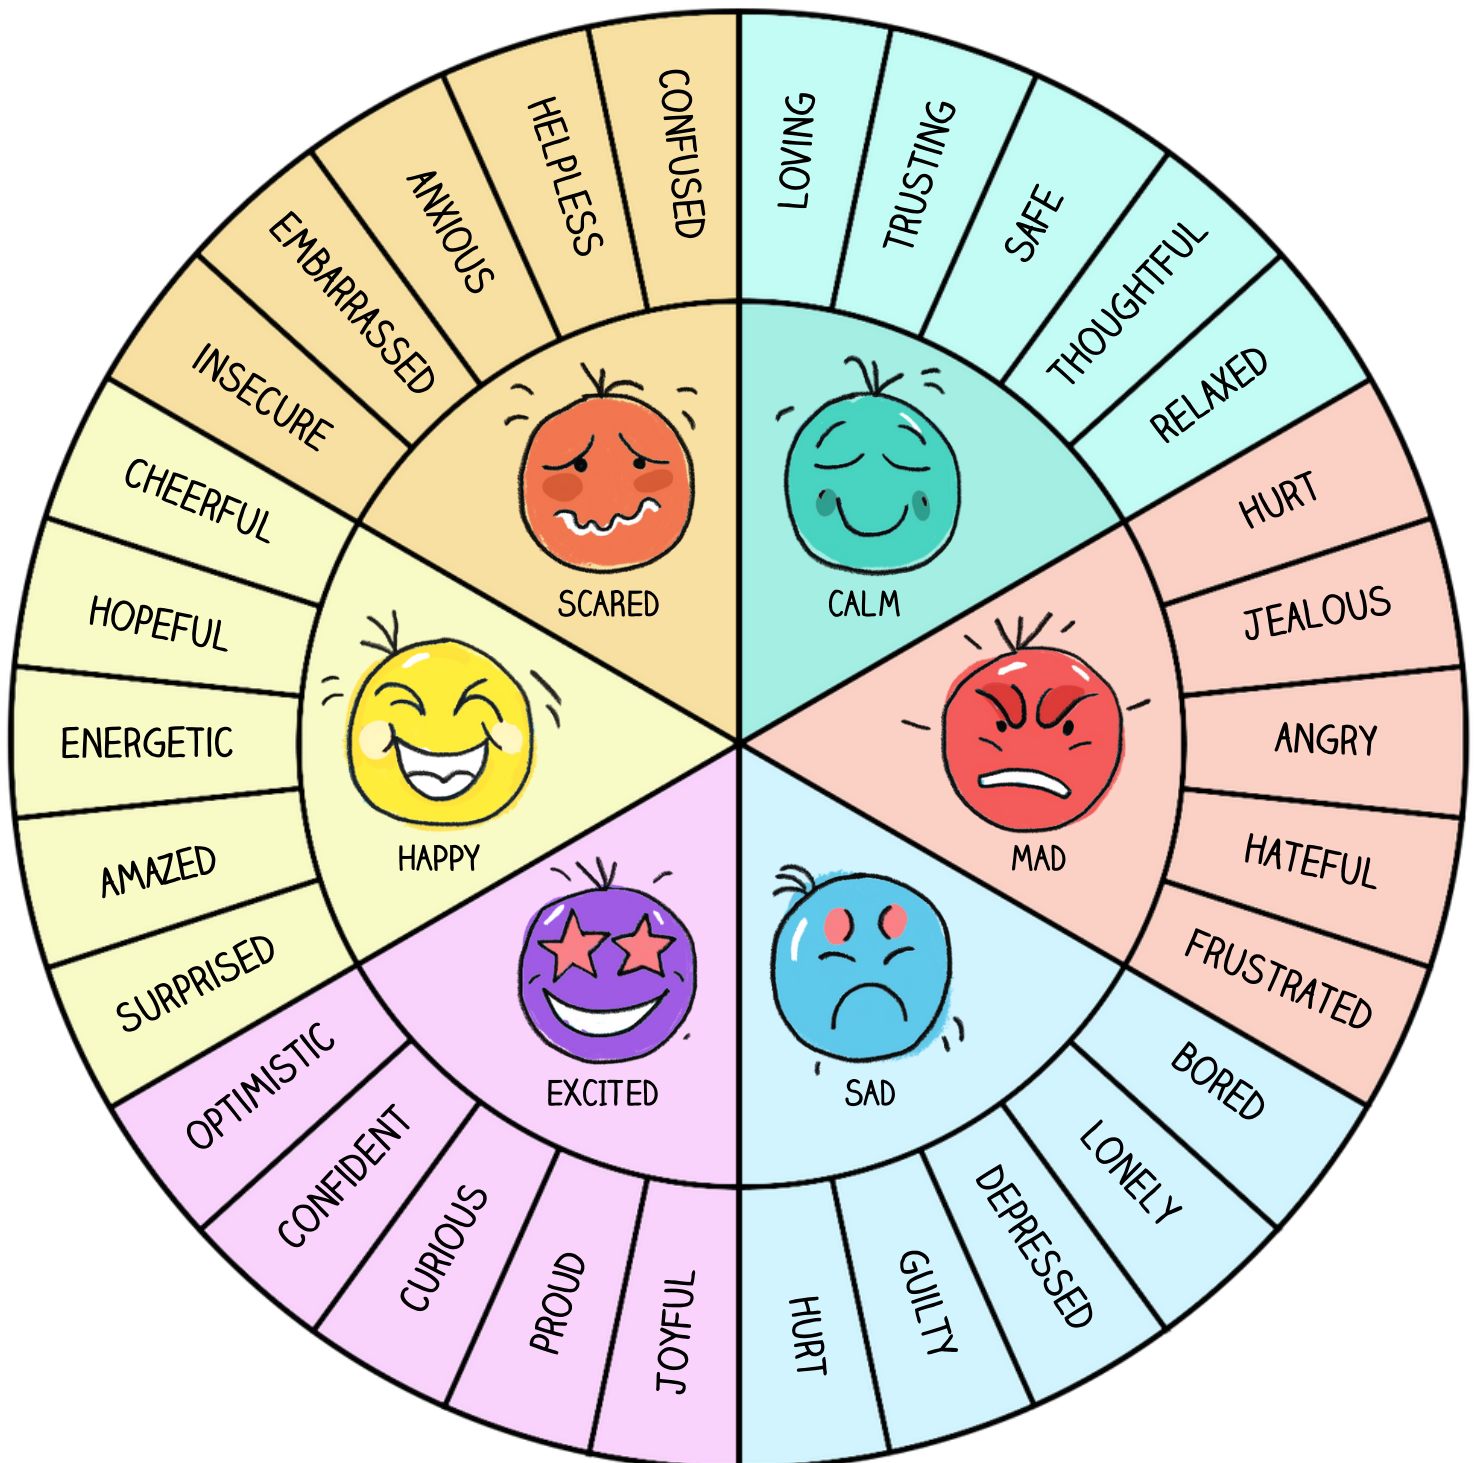 LOVING
TRUSTING
SAFE
THOUGHTFUL
RELAXED
HURT
JEALOUS
ANGRY
HATEFUL
FRUSTRATED
BORED
LONELY
DEPRESSED
GUILTY
HURT
JOYFUL
PROUD
CURIOUS
CONFIDENT
OPTIMISTIC
SURPRISED
AMAZED
ENERGETIC
HOPEFUL
CHEERFUL
INSECURE
EMBARRASSED
ANXIOUS
HELPLESS
CONFUSED
SCARED
CALM
HAPPY
MAD
EXCITED
SAD